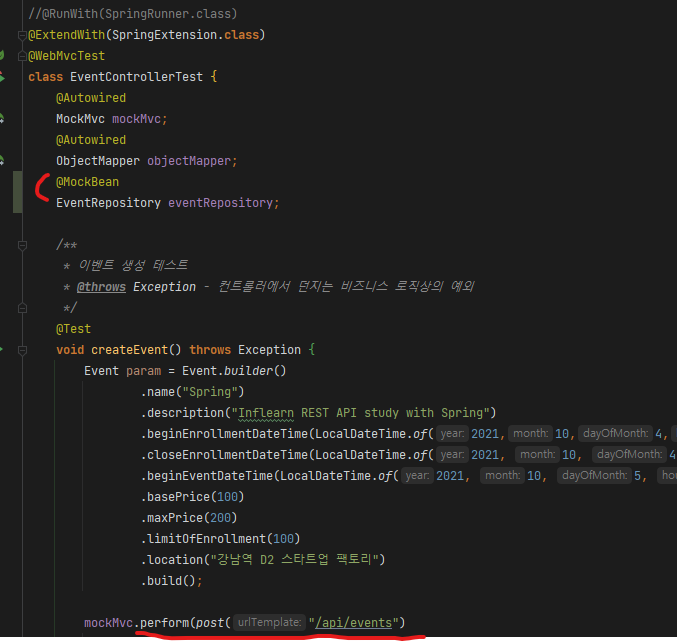 //@RunWith(SpringRunner.class)
@ExtendWith(SpringExtension.class)
@WebMvcTest
class EventControllerTest {
@Autowired
MockMvc mockMvc;
@Autowired
ObjectMapper objectMapper;
@MockBean
EventRepository eventRepository;
/**
* 이벤트 생성 테스트
* @throws Exception - 컨트롤러에서 던지는 비즈니스 로직상의 예외
*/
@Test
void createEvent() throws Exception {
Event param = Event.builder()
.name("Spring")
.description("Inflearn REST API study with Spring")
.beginEnrollmentDateTime(LocalDateTime.of( year: 2021, month: 10, dayOfMonth: 4,
.closeEnrollmentDateTime(LocalDateTime.of( year: 2021, month: 10, dayOfMonth: 4
.beginEventDateTime(LocalDateTime.of( year: 2021, month: 10, dayOfMonth: 5, ho
.basePrice(100)
.maxPrice(200)
.limitOfEnrollment(100)
.location("강남역 D2 스타트업 팩토리")
.build();
mockMvc.perform(post( urlTemplate: "/api/events")